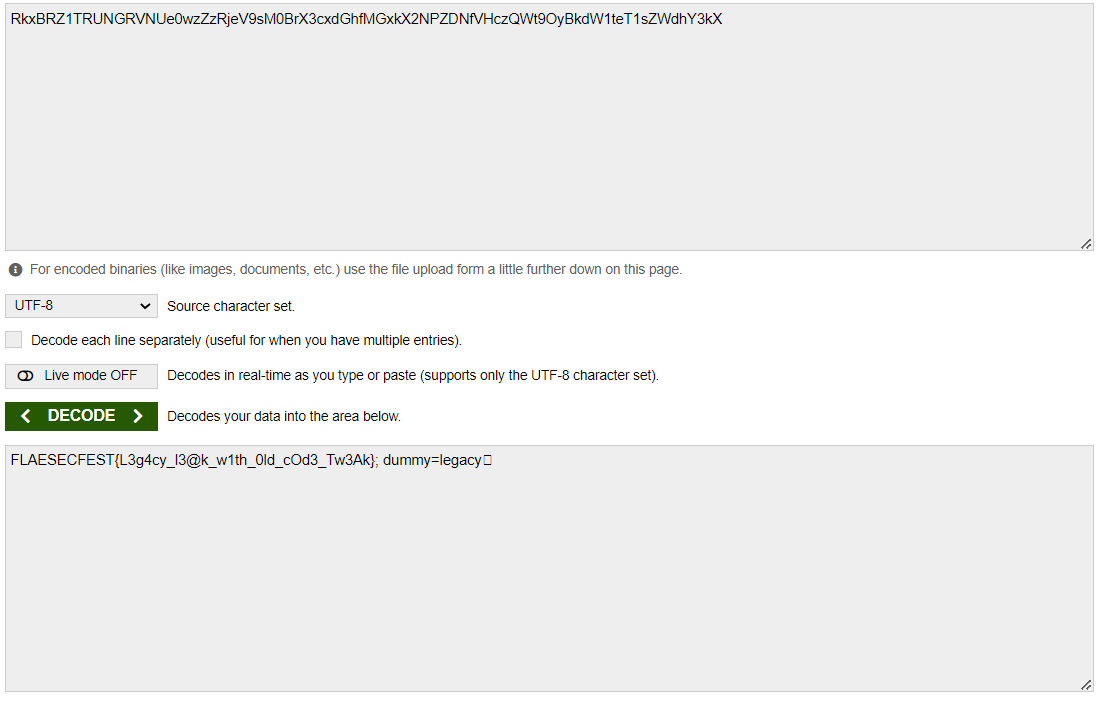 RkxBRZ1TRUNGRVNUe0wzZzRjeV9sM0BrX3cxdGhfMGxkX2NPZDNfVHczQWt9OyBkdW1teT1sZWdhY3kX
For encoded binaries (like images, documents, etc.) use the file upload form a little further down on this page.
UTF-8 Source character set.
Decode each line separately (useful for when you have multiple entries).
Live mode OFF Decodes in real-time as you type or paste (supports only the UTF-8 character set).
DECODE Decodes your data into the area below.
FLAESECFEST{L3g4cy_l3@k_w1th_0ld_cOd3_Tw3Ak}; dummy=legacy